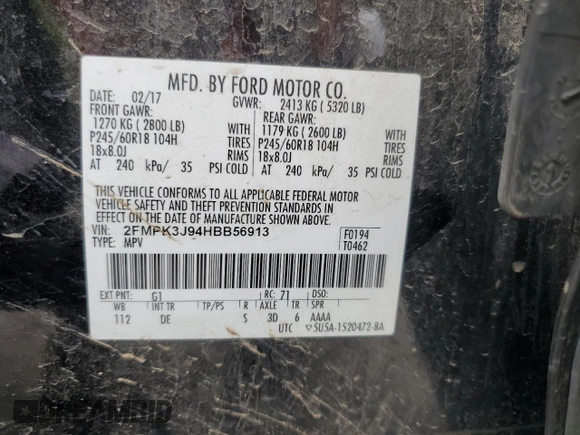 MFD. BY FORD MOTOR CO.
DATE: 02/17 GVWR: 2413 KG ( 5320 LB)
FRONT GAWR: REAR GAWR:
1270 KG ( 2800 LB) WITH 1179 KG ( 2600 LB) WITH
P245/60R18 104H TIRES P245/60R18 104H TIRES
18x8.0J RIMS 18x8.0J RIMS
AT 240 kPa/ 35 PSI COLD AT 240 kPa/ 35 PSI COLD
THIS VEHICLE CONFORMS TO ALL APPLICABLE FEDERAL MOTOR
VEHICLE SAFETY AND THEFT PREVENTION STANDARDS IN
EFFECT ON THE DATE OF MANUFACTURE SHOWN ABOVE.
VIN: 2FMPK3J94HBB56913 F0194
TYPE: MPV T0462
EXT PNT: G1 RC: 71 DSO:
WB INT TR TP/PS R AXLE TR SPR
112 DE S 3D 6 AAAA
UTC ▽5U5A-1520472-BA
DREAMBID